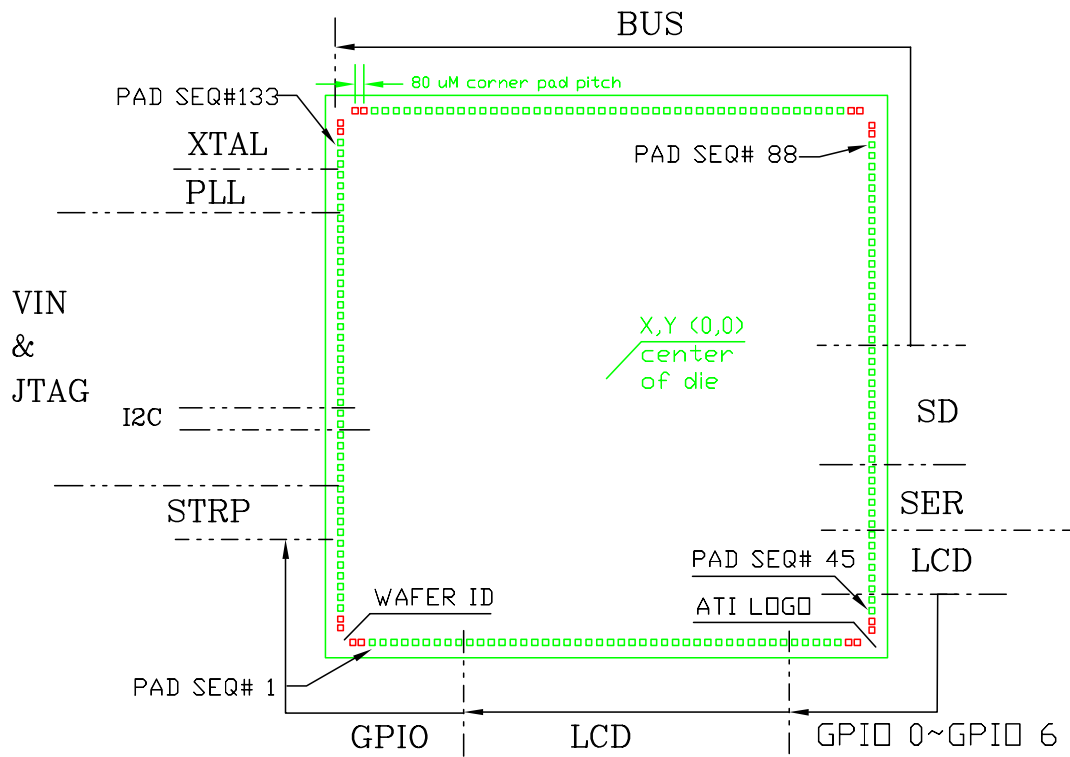 BUS
80 uM corner pad pitch
PAD SEQ#133
XTAL
PAD SEQ# 88
PLL
VIN
&
JTAG
X,Y (0,0)
center
of die
I2C
SD
STRP
SER
PAD SEQ# 45
LCD
WAFER ID
ATI LOGO
PAD SEQ# 1
GPIO
LCD
GPIO 0~GPIO 6